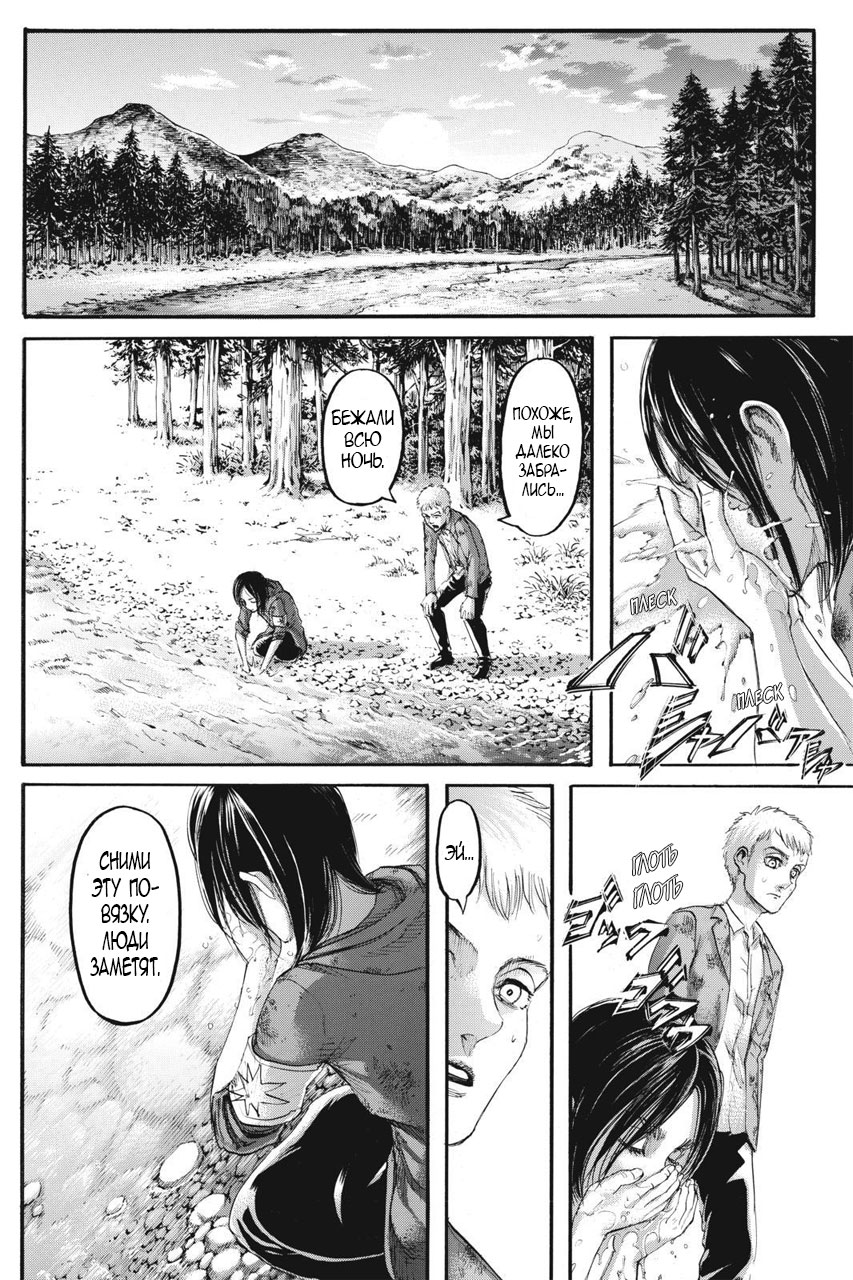 ПОХОЖЕ,
МЫ
ДАЛЕКО
ЗАБРА-
ЛИСЬ...
БЕЖАЛИ
ВСЮ
НОЧЬ.
ПЛЕСК
ПЛЕСК
ГЛОТЬ
ГЛОТЬ
ЭЙ...
СНИМИ
ЭТУ ПО-
ВЯЗКУ.
ЛЮДИ
ЗАМЕТЯТ.